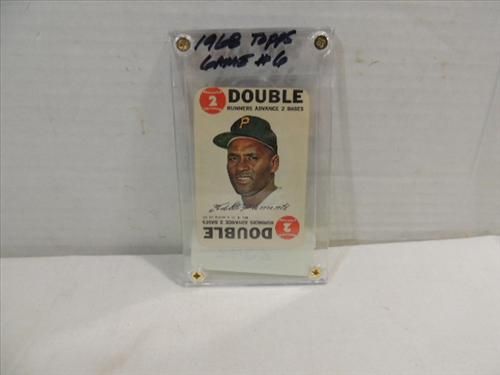 1968 TOPPS
GAME #6
2 DOUBLE
RUNNERS ADVANCE 2 BASES
P
RUNNERS ADVANCE 2 BASES
DOUBLE 2